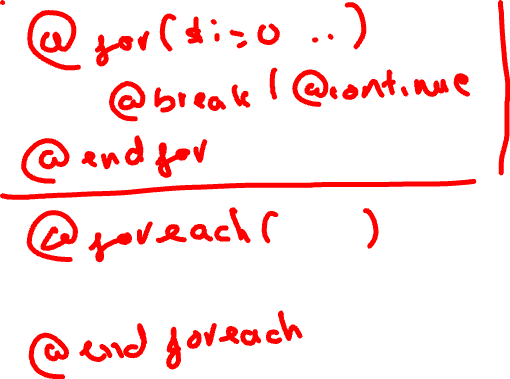 @for($i=0 ..)
@break | @continue
@endfor
@foreach( )
@endforeach